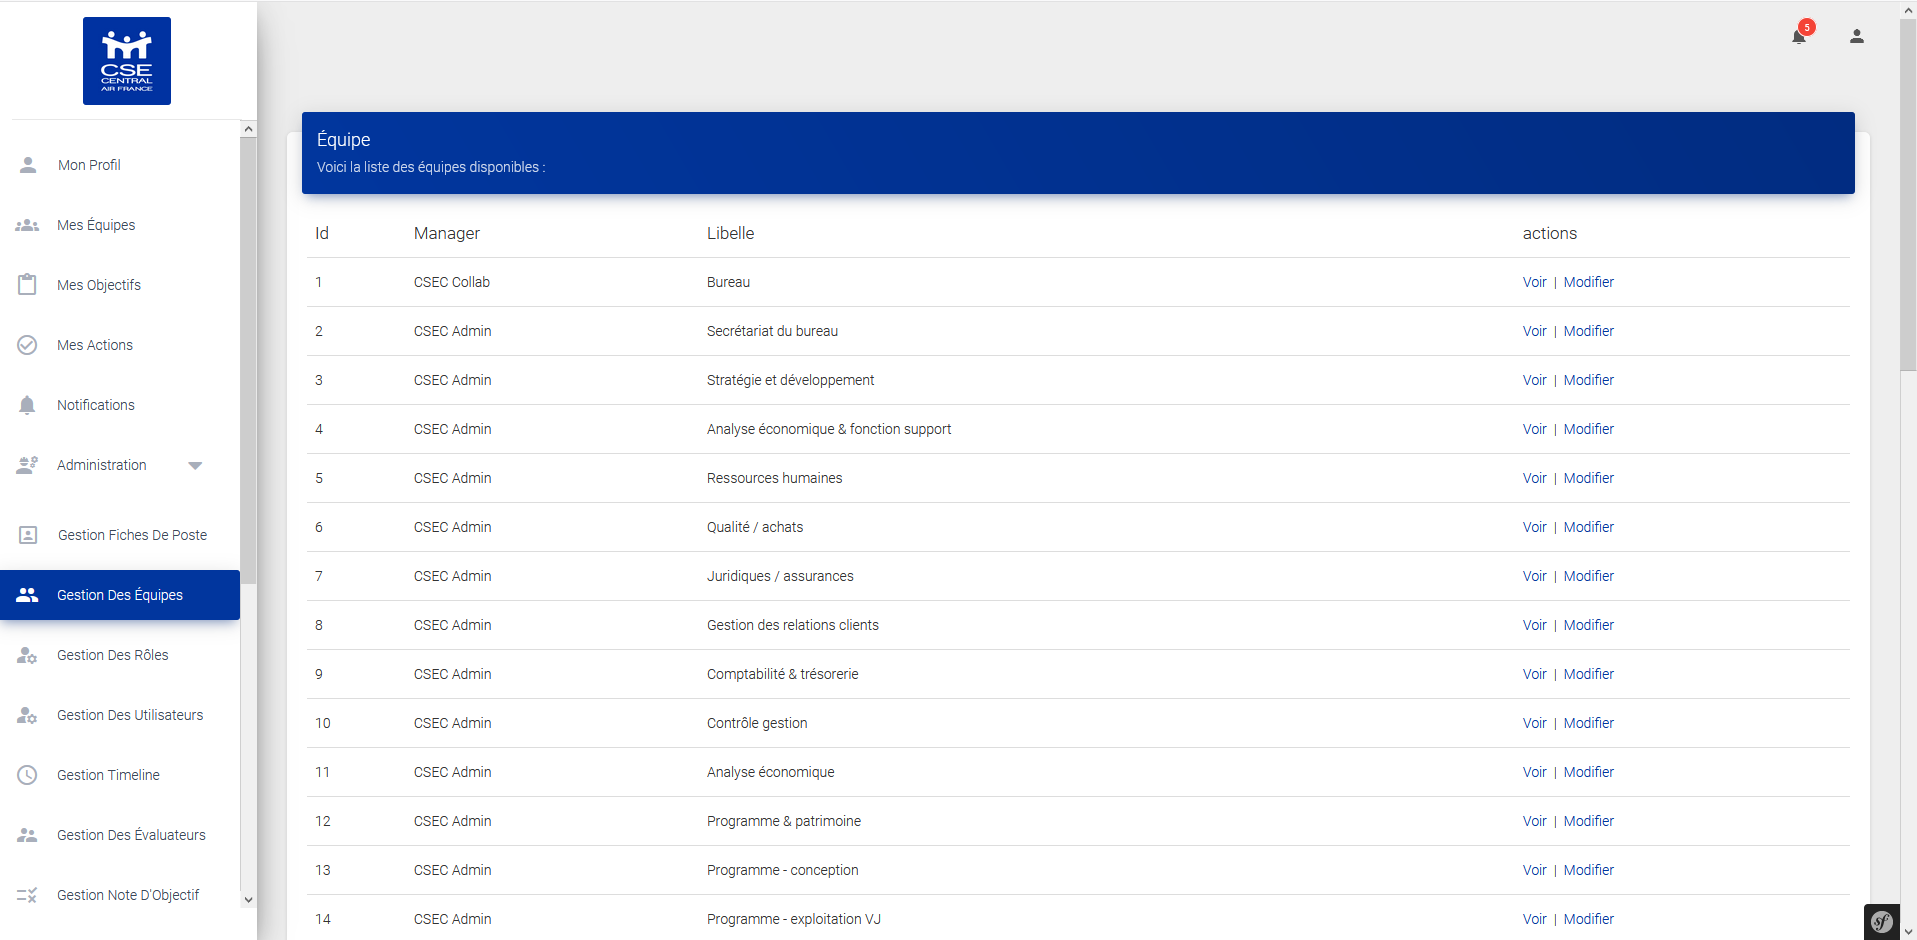 CSE
CENTRAL
AIR FRANCE
5
Mon Profil
Mes Équipes
Mes Objectifs
Mes Actions
Notifications
Administration
Gestion Fiches De Poste
Gestion Des Équipes
Gestion Des Rôles
Gestion Des Utilisateurs
Gestion Timeline
Gestion Des Évaluateurs
Gestion Note D'Objectif
Équipe
Voici la liste des équipes disponibles :
Id Manager Libelle actions
1 CSEC Collab Bureau Voir | Modifier
2 CSEC Admin Secrétariat du bureau Voir | Modifier
3 CSEC Admin Stratégie et développement Voir | Modifier
4 CSEC Admin Analyse économique & fonction support Voir | Modifier
5 CSEC Admin Ressources humaines Voir | Modifier
6 CSEC Admin Qualité / achats Voir | Modifier
7 CSEC Admin Juridiques / assurances Voir | Modifier
8 CSEC Admin Gestion des relations clients Voir | Modifier
9 CSEC Admin Comptabilité & trésorerie Voir | Modifier
10 CSEC Admin Contrôle gestion Voir | Modifier
11 CSEC Admin Analyse économique Voir | Modifier
12 CSEC Admin Programme & patrimoine Voir | Modifier
13 CSEC Admin Programme - conception Voir | Modifier
14 CSEC Admin Programme - exploitation VJ Voir | Modifier
sf